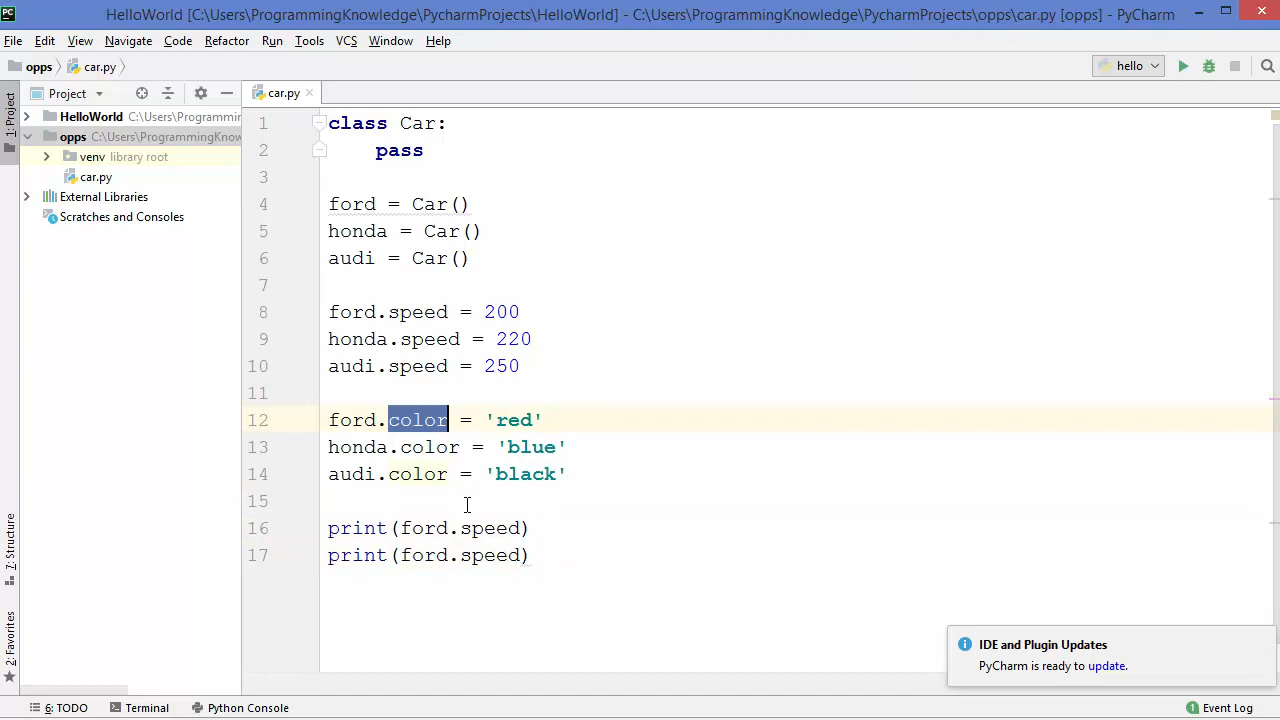 PC HelloWorld [C:\Users\ProgrammingKnowledge\PycharmProjects\HelloWorld] - C:\Users\ProgrammingKnowledge\PycharmProjects\opps\car.py [opps] - PyCharm
File Edit View Navigate Code Refactor Run Tools VCS Window Help
opps car.py hello
1: Project
Project car.py
HelloWorld C:\Users\Programming
opps C:\Users\ProgrammingKnow
venv library root
car.py
External Libraries
Scratches and Consoles
1 class Car:
2 pass
3
4 ford = Car()
5 honda = Car()
6 audi = Car()
7
8 ford.speed = 200
9 honda.speed = 220
10 audi.speed = 250
11
12 ford.color = 'red'
13 honda.color = 'blue'
14 audi.color = 'black'
15
16 print(ford.speed)
17 print(ford.speed)
7: Structure
2: Favorites
IDE and Plugin Updates
PyCharm is ready to update.
6: TODO Terminal Python Console 1 Event Log